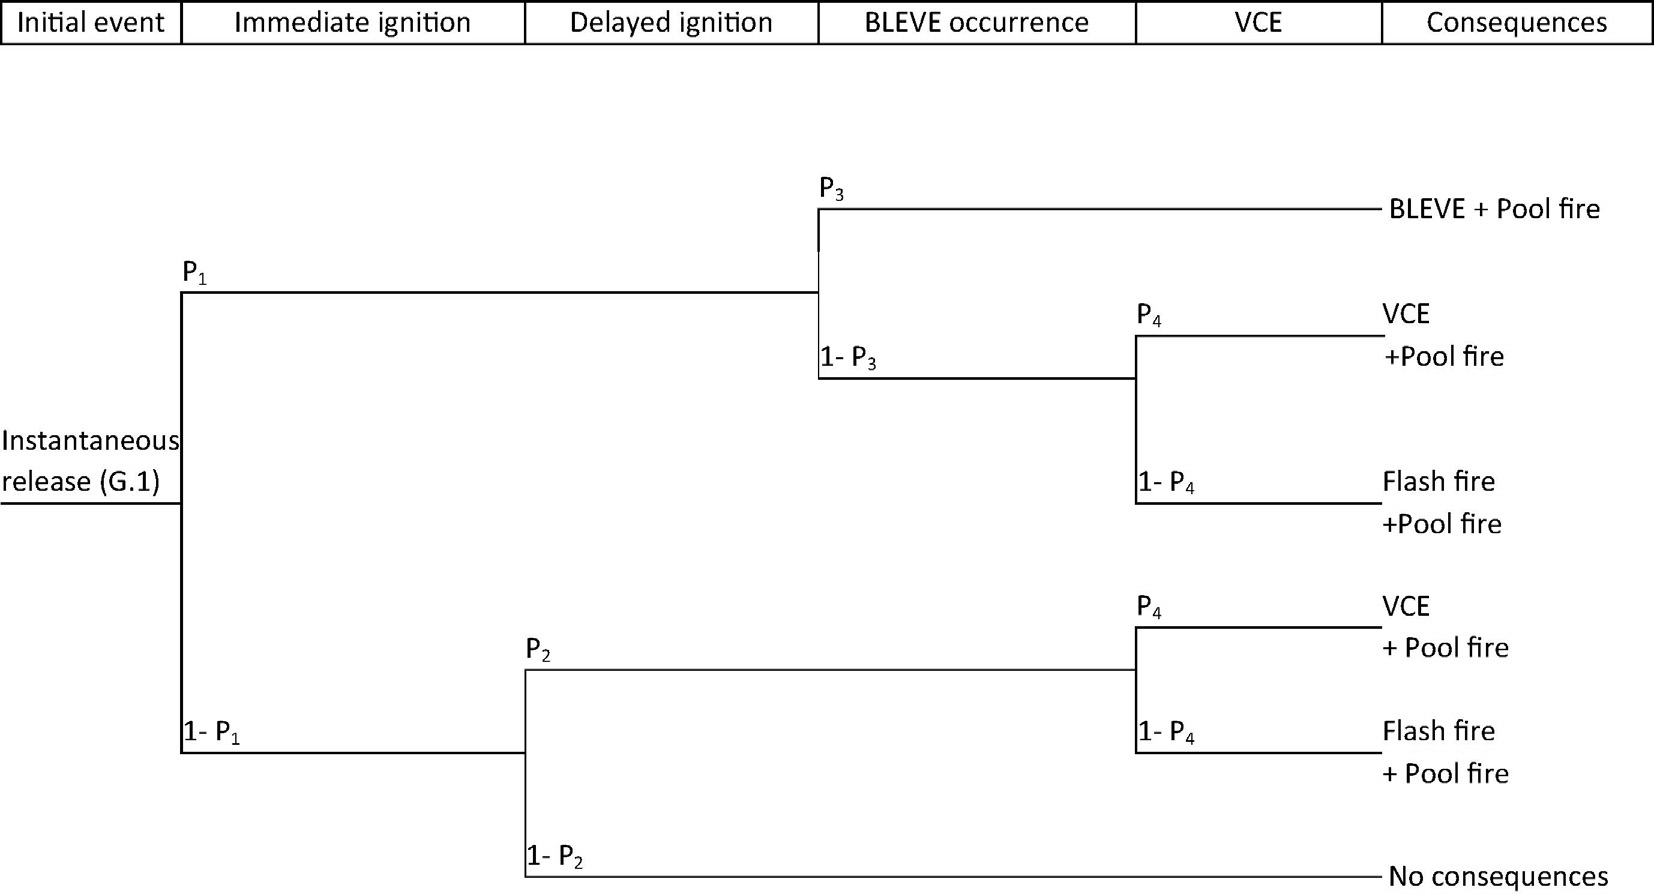 Initial event Immediate ignition Delayed ignition BLEVE occurrence VCE Consequences
P3
BLEVE + Pool fire
P1
P4 VCE
1- P3 +Pool fire
Instantaneous
release (G.1)
1- P4 Flash fire
+Pool fire
P4 VCE
P2 + Pool fire
1- P1
1- P4 Flash fire
+ Pool fire
1- P2
No consequences